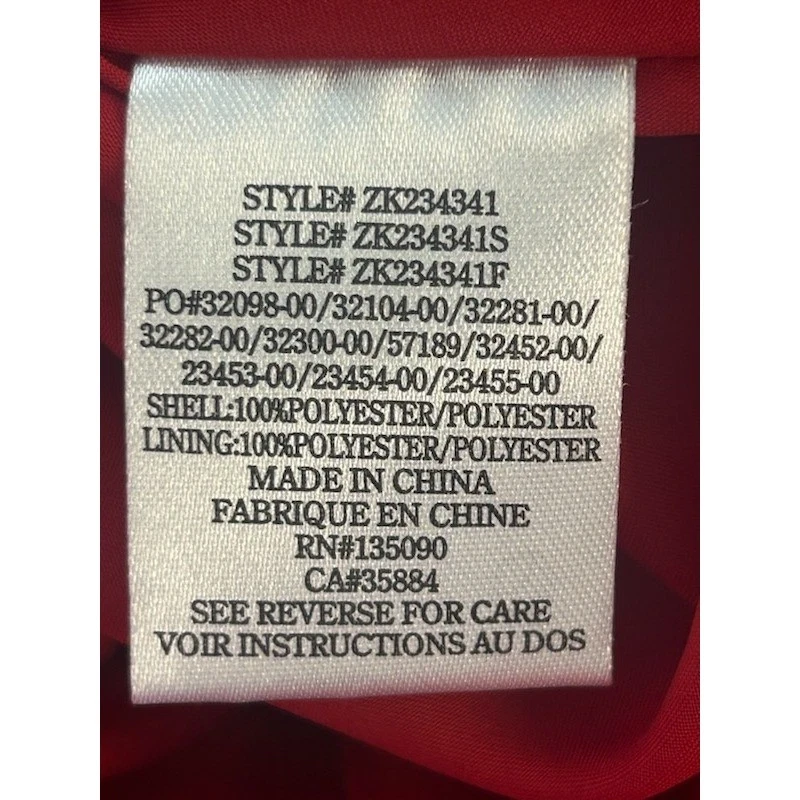 STYLE# ZK234341
STYLE# ZK234341S
STYLE# ZK234341F
PO#32098-00/32104-00/32281-00/
32282-00/32300-00/57189/32452-00/
23453-00/23454-00/23455-00
SHELL:100%POLYESTER/POLYESTER
LINING:100%POLYESTER/POLYESTER
MADE IN CHINA
FABRIQUE EN CHINE
RN#135090
CA#35884
SEE REVERSE FOR CARE
VOIR INSTRUCTIONS AU DOS